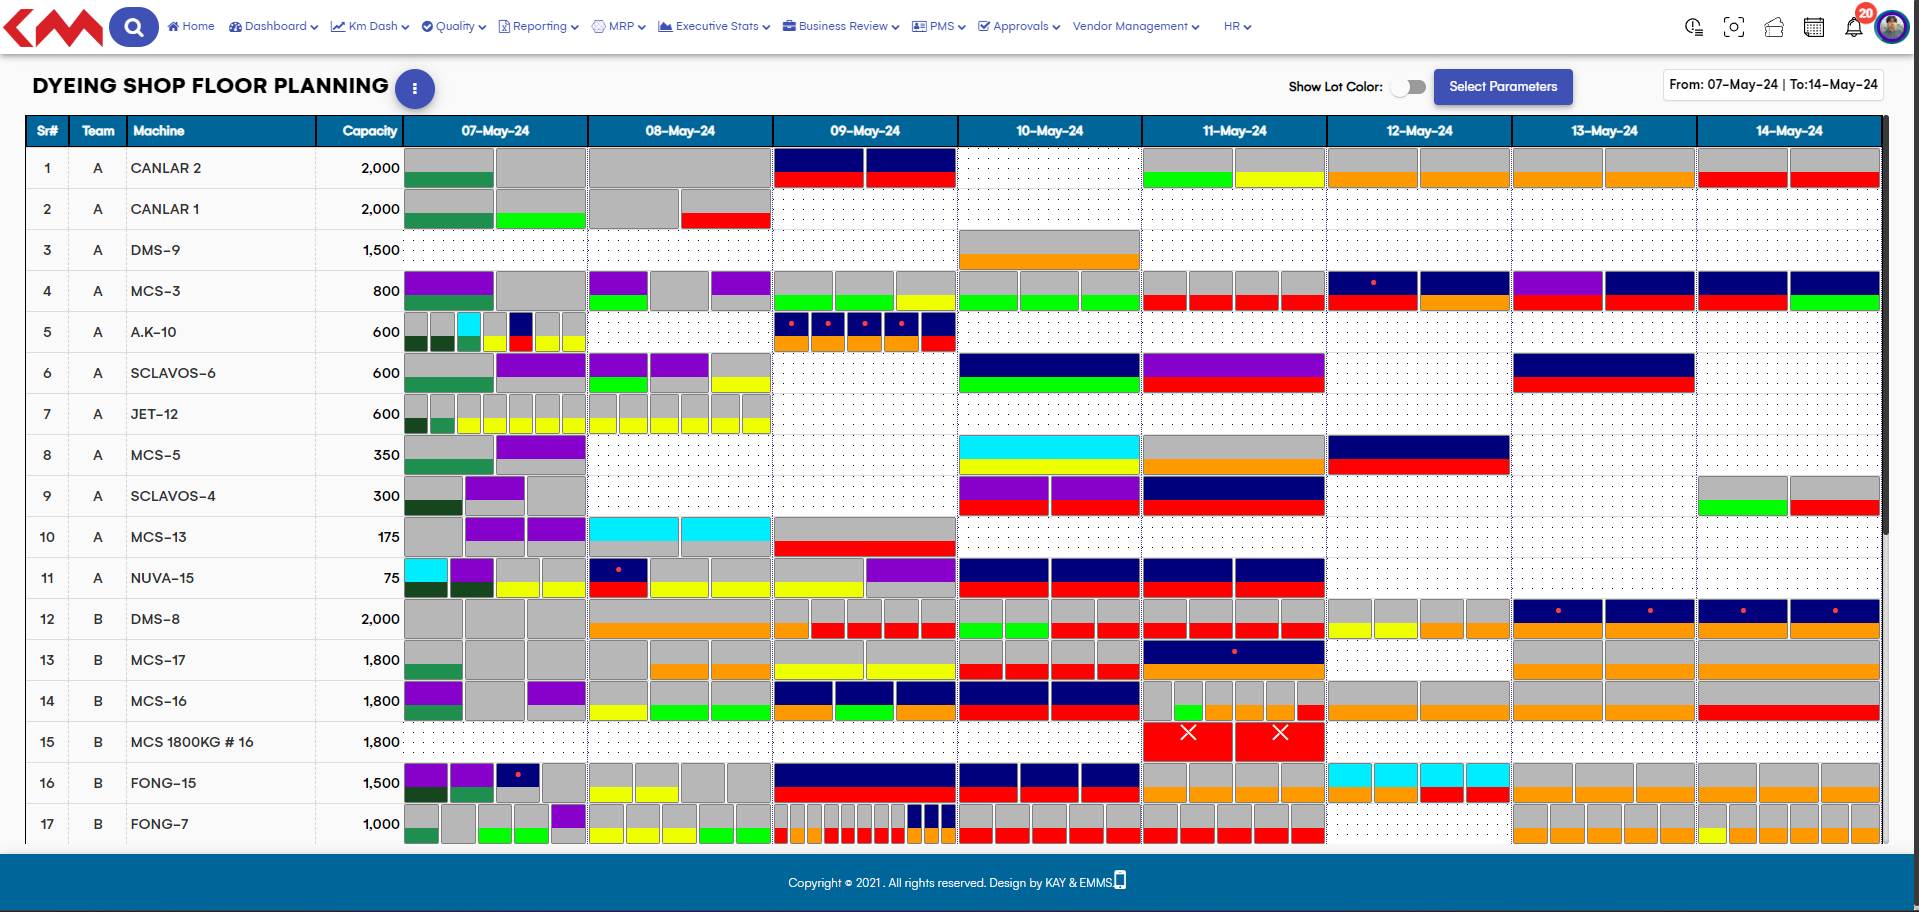 KM Home Dashboard Km Dash Quality Reporting MRP Executive Stats Business Review PMS Approvals Vendor Management HR 20
DYEING SHOP FLOOR PLANNING Show Lot Color: Select Parameters From: 07-May-24 | To:14-May-24
Sr# Team Machine Capacity 07-May-24 08-May-24 09-May-24 10-May-24 11-May-24 12-May-24 13-May-24 14-May-24
1 A CANLAR 2 2,000
2 A CANLAR 1 2,000
3 A DMS-9 1,500
4 A MCS-3 800
5 A A.K-10 600
6 A SCLAVOS-6 600
7 A JET-12 600
8 A MCS-5 350
9 A SCLAVOS-4 300
10 A MCS-13 175
11 A NUVA-15 75
12 B DMS-8 2,000
13 B MCS-17 1,800
14 B MCS-16 1,800
15 B MCS 1800KG # 16 1,800
16 B FONG-15 1,500
17 B FONG-7 1,000
Copyright © 2021 . All rights reserved. Design by KAY & EMMS.